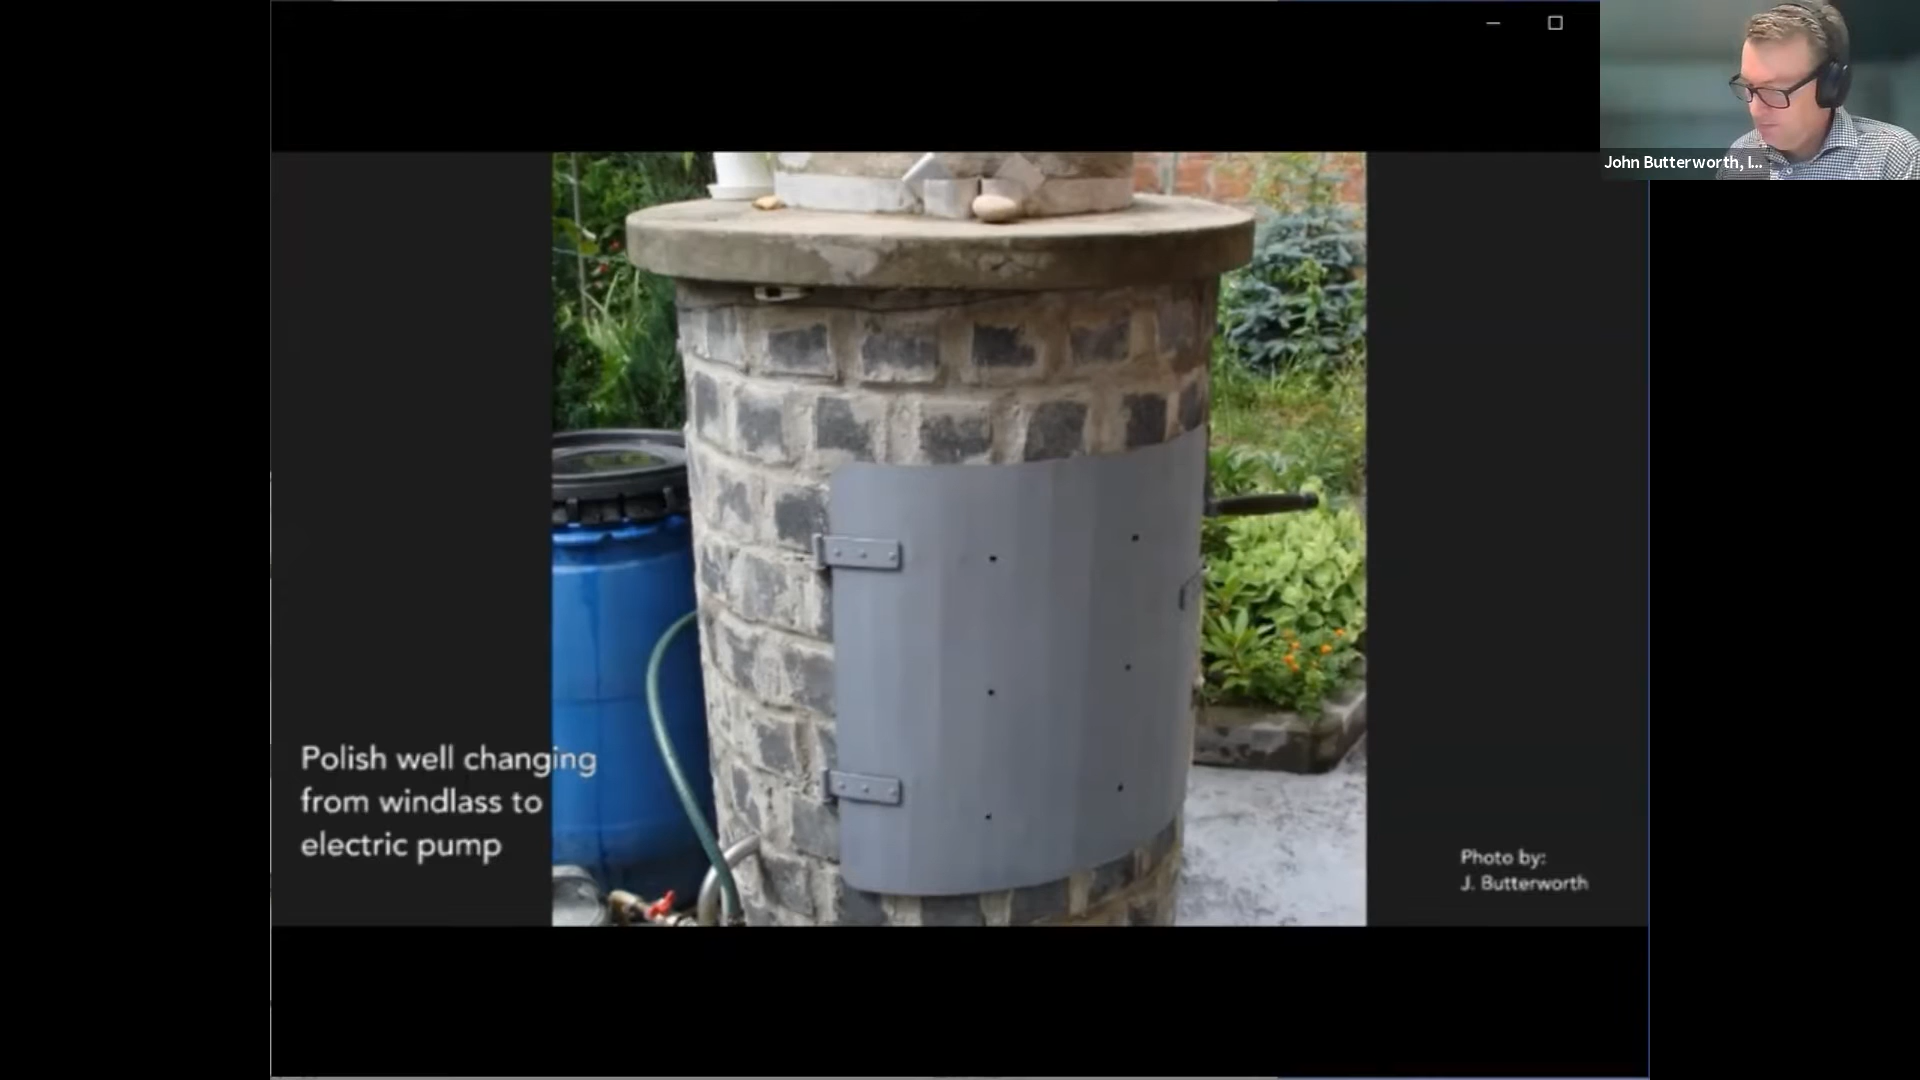 John Butterworth, I...
Polish well changing
from windlass to
electric pump
Photo by:
J. Butterworth